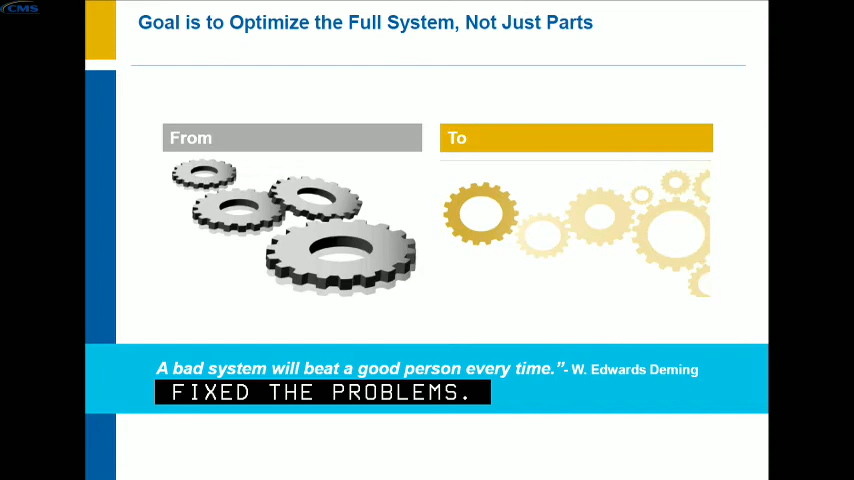 CMS
Goal is to Optimize the Full System, Not Just Parts
From
To
A bad system will beat a good person every time.”- W. Edwards Deming
FIXED THE PROBLEMS.